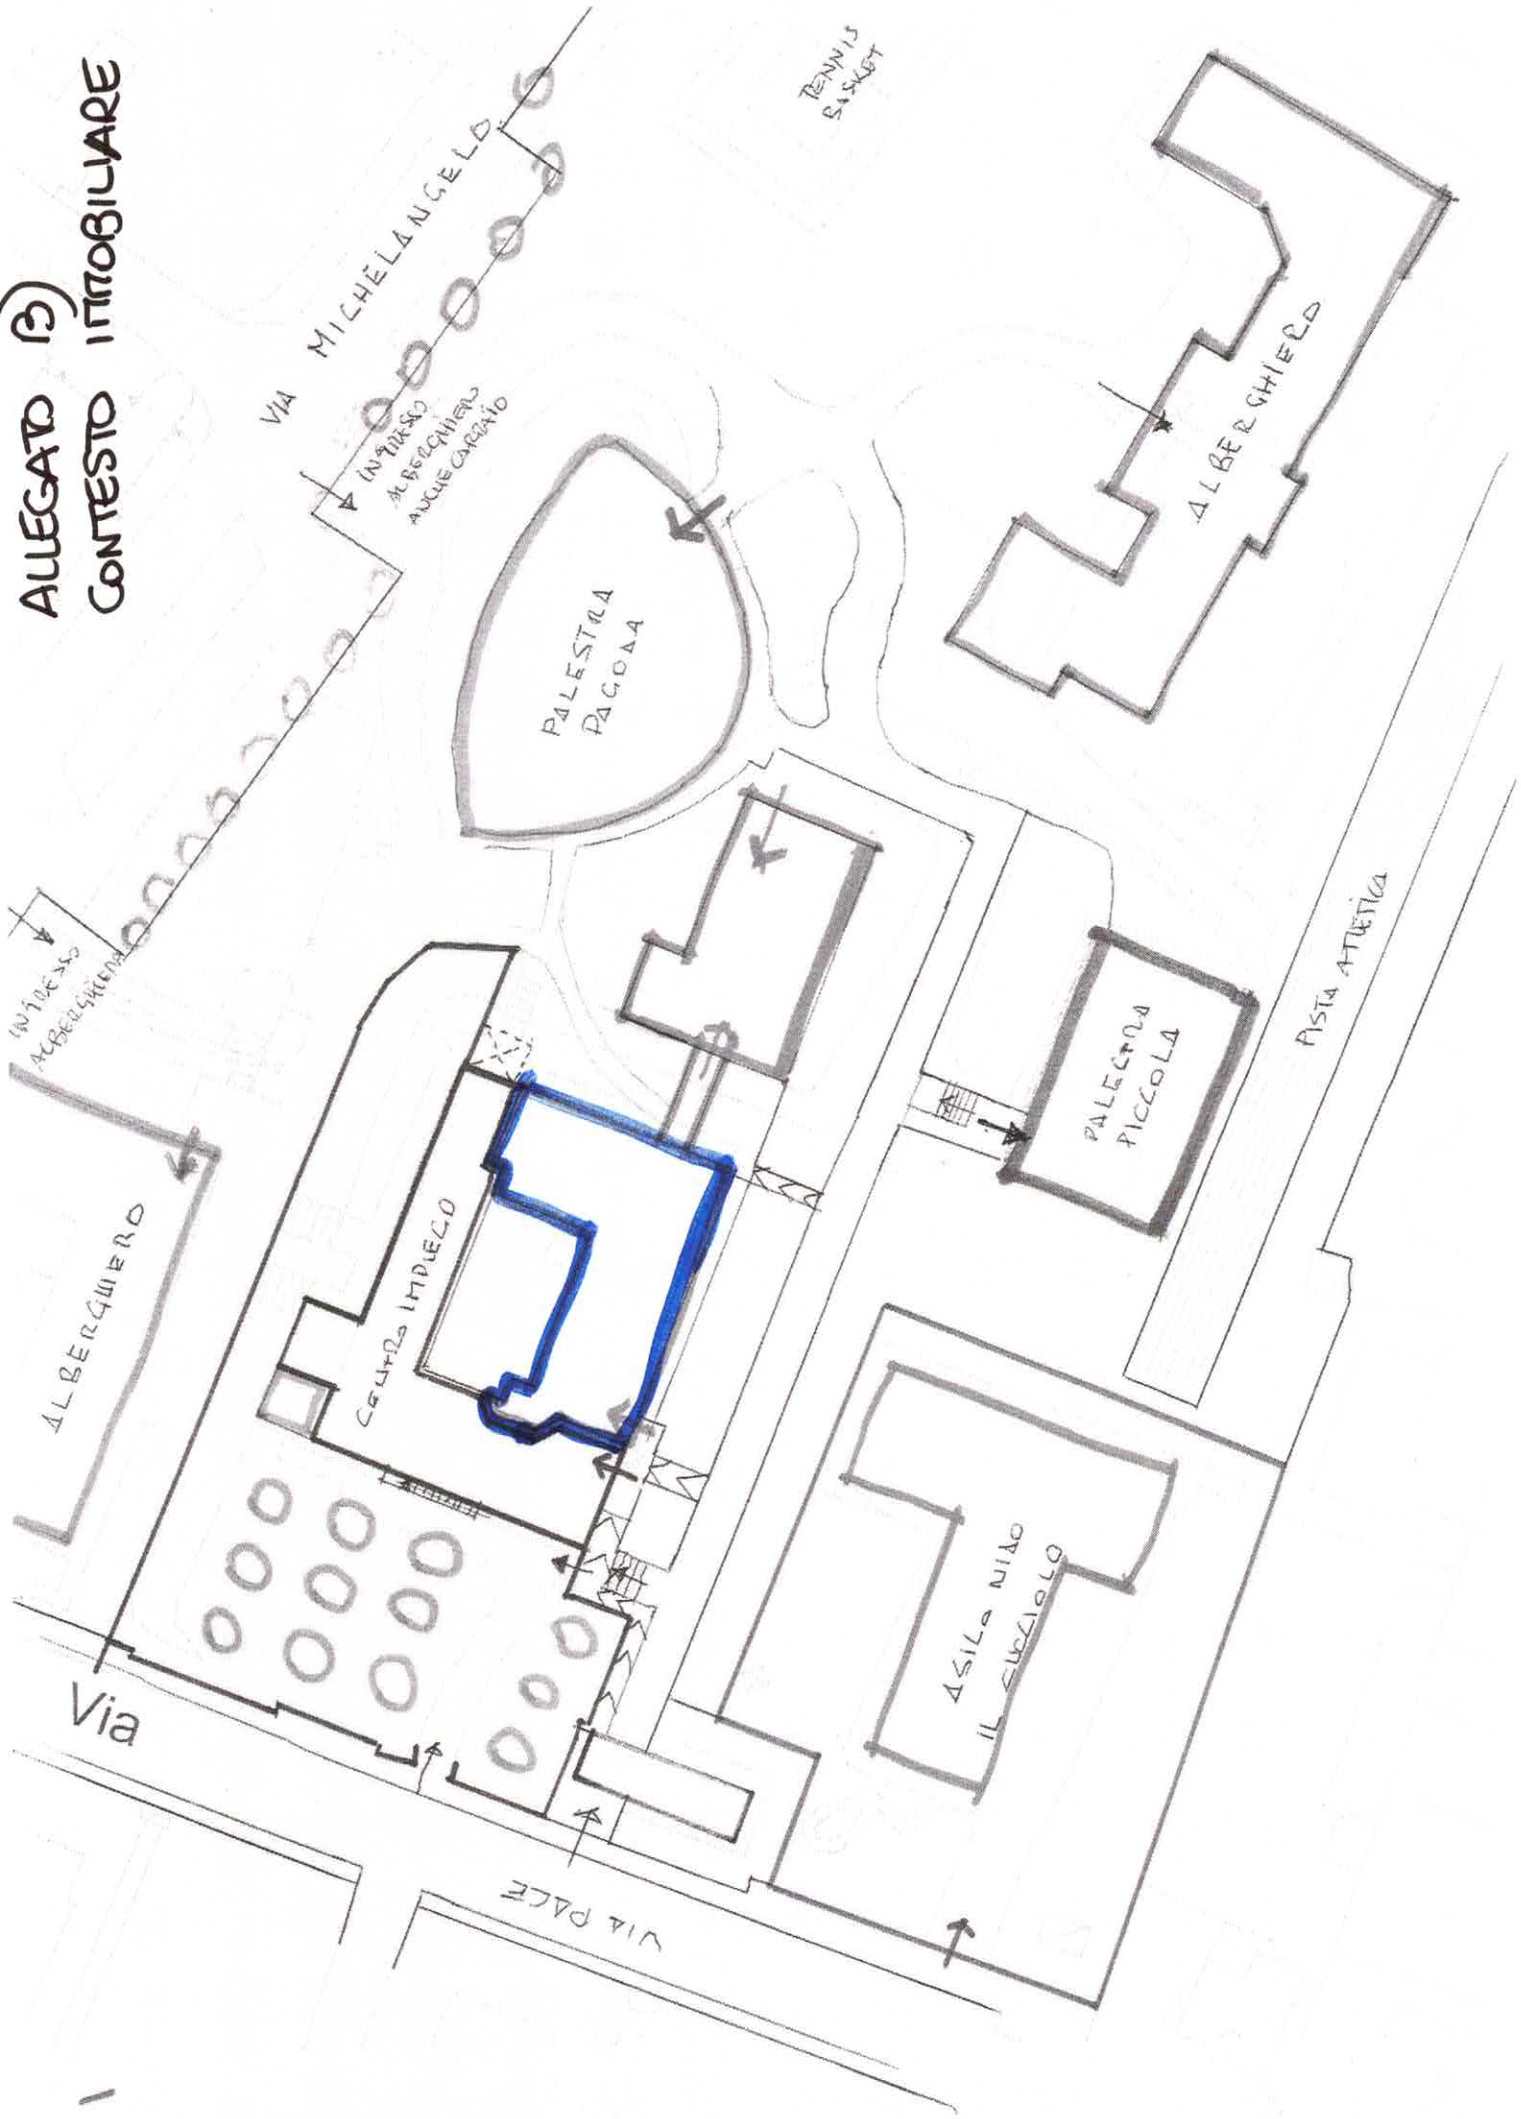 ALLEGATO B)
CONTESTO IMMOBILIARE
VIA MICHELANGELO
TENNIS
BASKET
INGRESSO
ALBERGHIERO
ANCHE CARRAIO
INGRESSO
ALBERGHIERO
PALESTRA
PAGODA
ALBERGHIERO
ALBERGHIERO
CENTRO IMPIEGO
PALESTRA
PICCOLA
PISTA ATLETICA
ASILO NIDO
IL CUCCIOLO
Via
VIA PACE